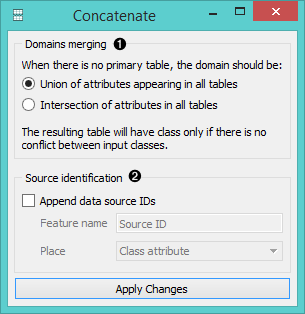 Concatenate
Domains merging 1
When there is no primary table, the domain should be:
Union of attributes appearing in all tables
Intersection of attributes in all tables
The resulting table will have class only if there is no
conflict between input classes.
Source identification 2
Append data source IDs
Feature name Source ID
Place Class attribute
Apply Changes